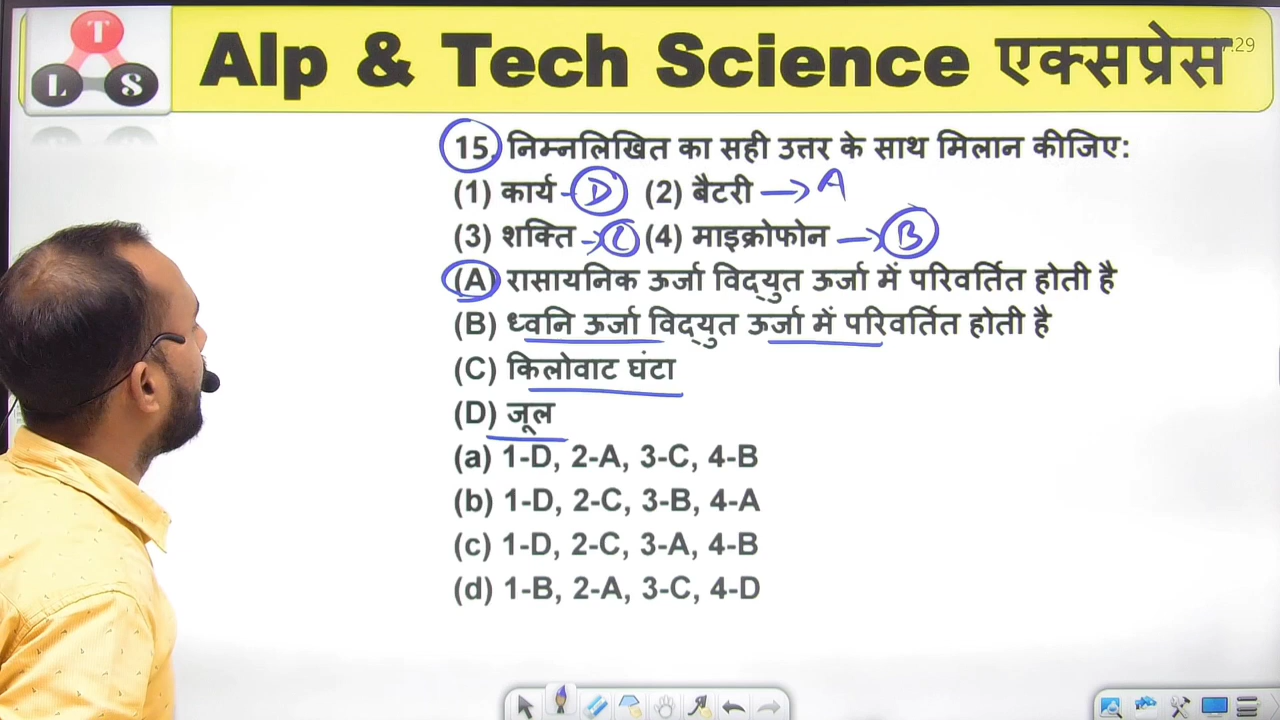 T
L S
Alp & Tech Science एक्सप्रेस
15. निम्नलिखित का सही उत्तर के साथ मिलान कीजिए:
(1) कार्य D (2) बैटरी → A
(3) शक्ति → C (4) माइक्रोफोन → B
(A) रासायनिक ऊर्जा विद्युत ऊर्जा में परिवर्तित होती है
(B) ध्वनि ऊर्जा विद्युत ऊर्जा में परिवर्तित होती है
(C) किलोवाट घंटा
(D) जूल
(a) 1-D, 2-A, 3-C, 4-B
(b) 1-D, 2-C, 3-B, 4-A
(c) 1-D, 2-C, 3-A, 4-B
(d) 1-B, 2-A, 3-C, 4-D